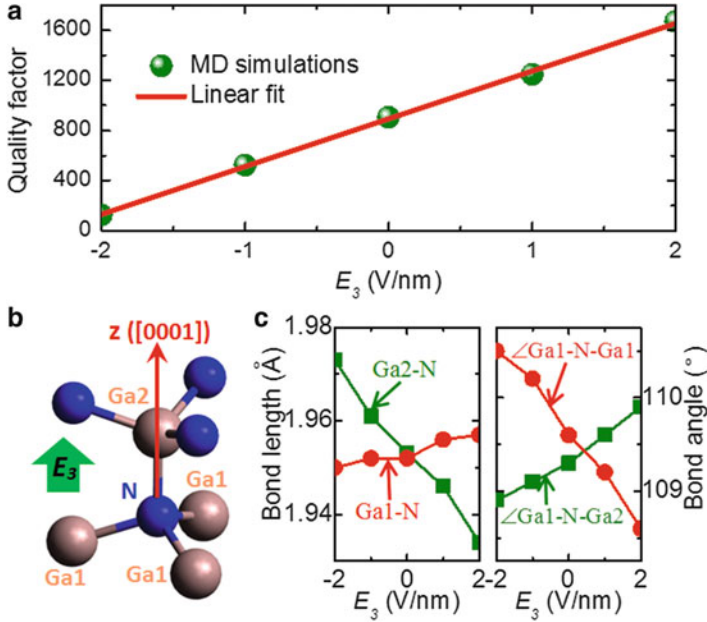 a
1600
1200
800
400
0
Quality factor
MD simulations
Linear fit
-2 -1 0 1 2
E₃ (V/nm)
b
z ([0001])
Ga2
E₃
N
Ga1
Ga1
Ga1
c
1.98
1.96
1.94
Bond length (Å)
Ga2-N
Ga1-N
-2 0 2
E₃ (V/nm)
∠Ga1-N-Ga1
∠Ga1-N-Ga2
-2 0 2
E₃ (V/nm)
110
109
Bond angle (°)